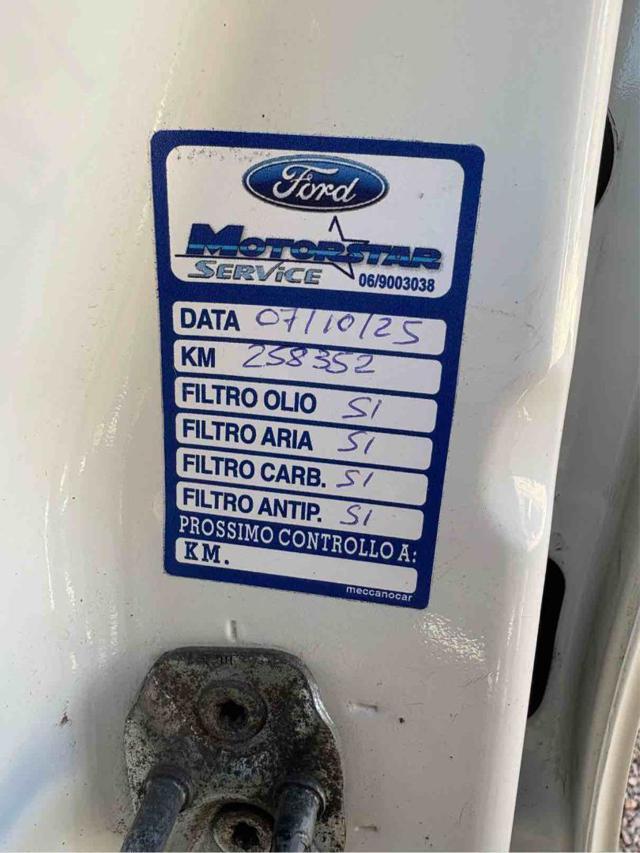 Ford
MOTORSTAR
SERVICE 06/9003038
DATA 07/10/25
KM 258352
FILTRO OLIO SI
FILTRO ARIA SI
FILTRO CARB. SI
FILTRO ANTIP. SI
PROSSIMO CONTROLLO A:
KM.
meccanocar